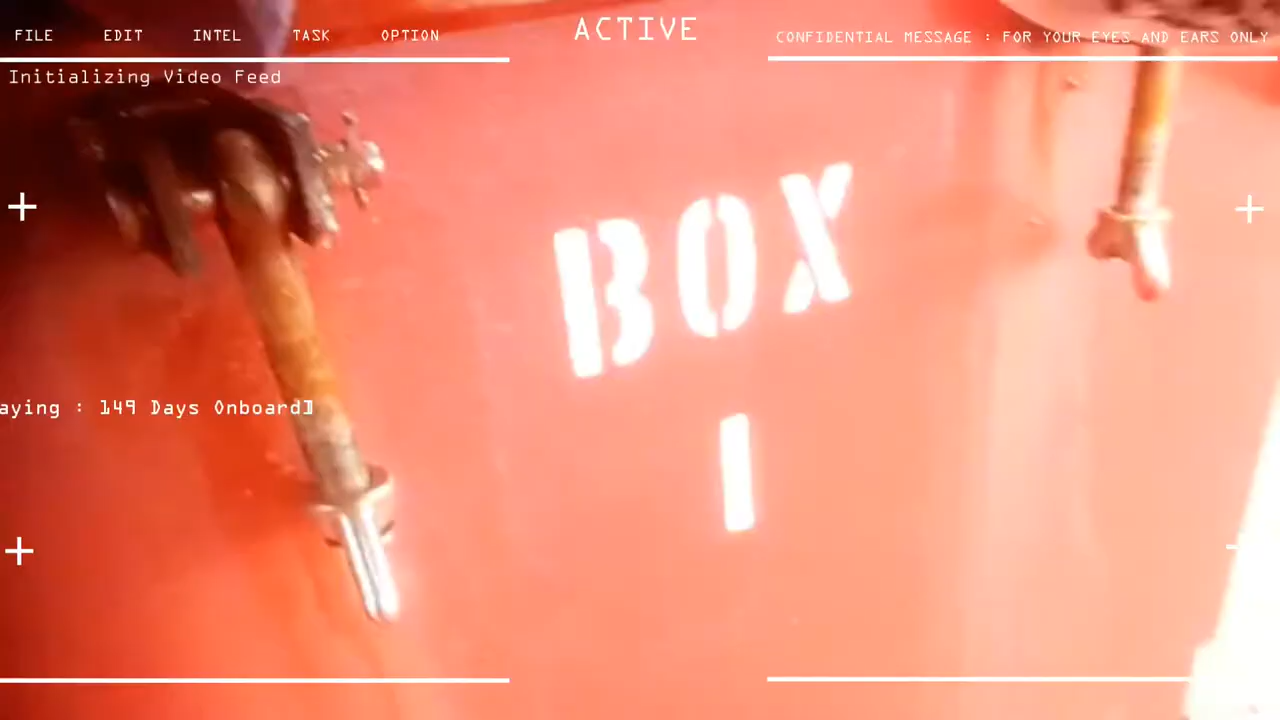 FILE EDIT INTEL TASK OPTION
ACTIVE
CONFIDENTIAL MESSAGE : FOR YOUR EYES AND EARS ONLY
Initializing Video Feed
BOX
1
aying : 149 Days Onboard]